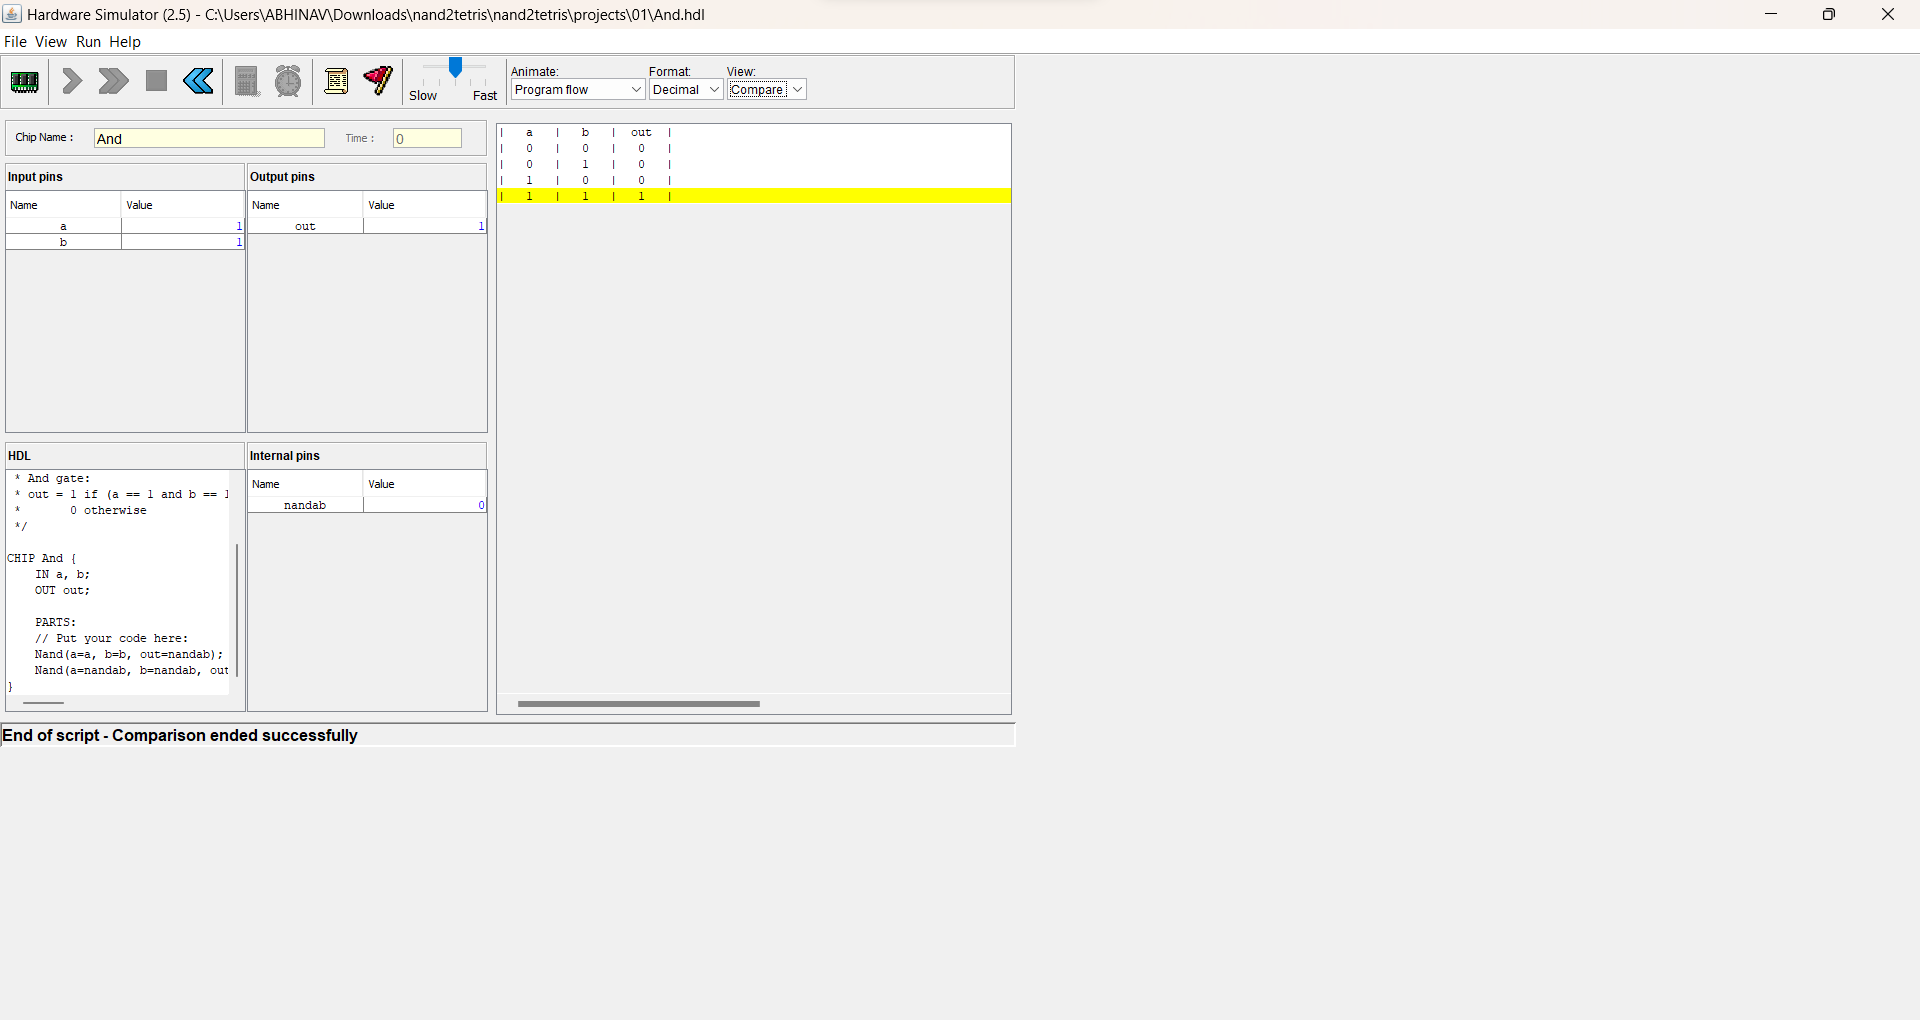 Hardware Simulator (2.5) - C:\Users\ABHINAV\Downloads\nand2tetris\nand2tetris\projects\01\And.hdl
File View Run Help
Slow Fast
Animate: Format: View:
Program flow Decimal Compare
Chip Name : And Time : 0
Input pins
Name Value
a 1
b 1
Output pins
Name Value
out 1
HDL
* And gate:
* out = 1 if (a == 1 and b == 1
* 0 otherwise
*/
CHIP And {
IN a, b;
OUT out;
PARTS:
// Put your code here:
Nand(a=a, b=b, out=nandab);
Nand(a=nandab, b=nandab, out
}
Internal pins
Name Value
nandab 0
| a | b | out |
| 0 | 0 | 0 |
| 0 | 1 | 0 |
| 1 | 0 | 0 |
| 1 | 1 | 1 |
End of script - Comparison ended successfully